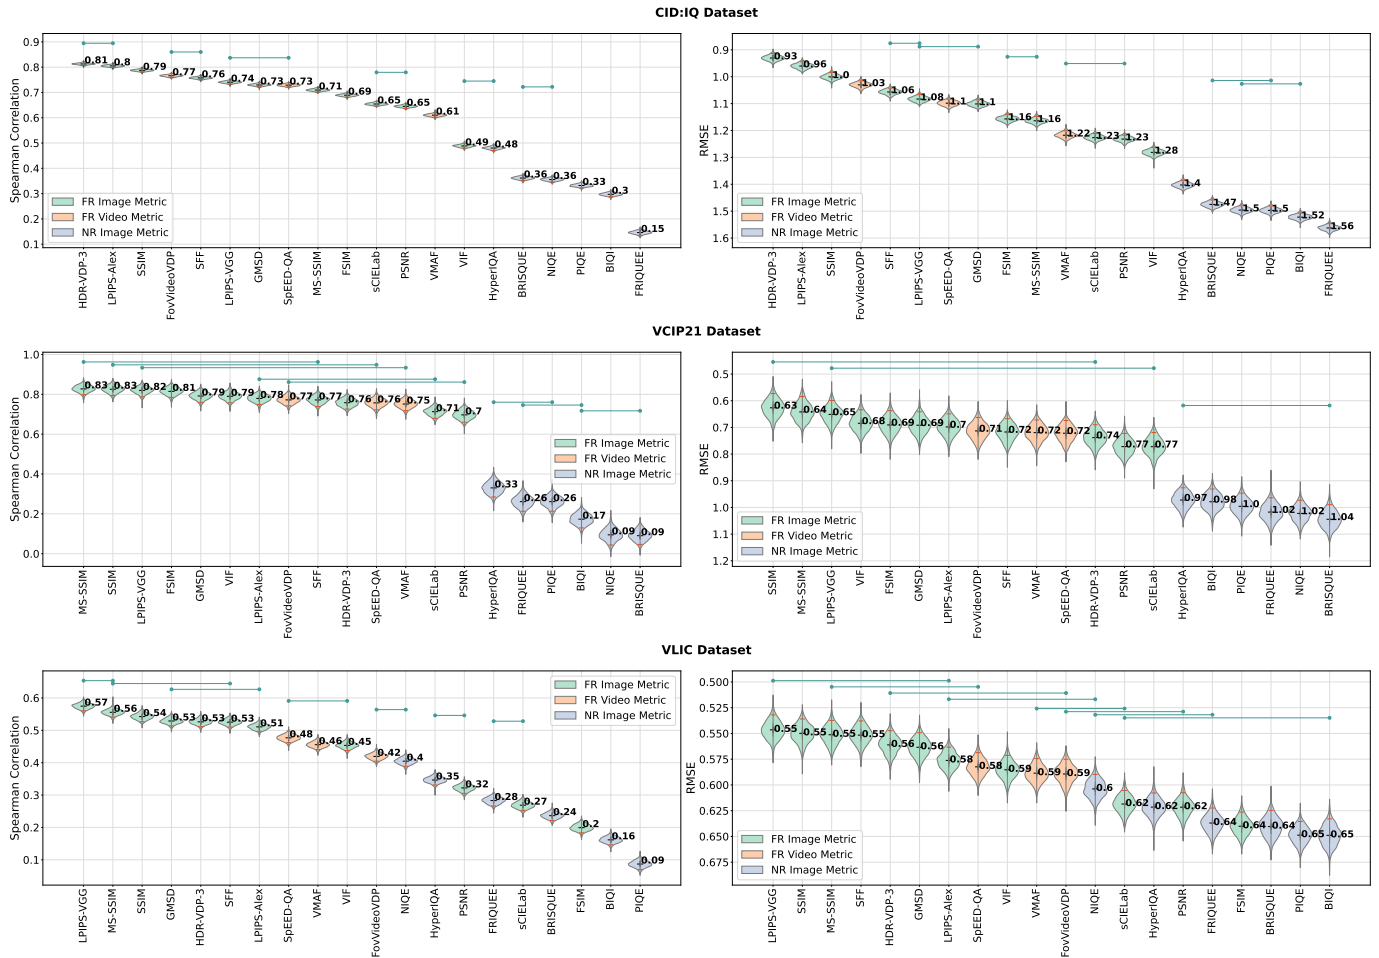 CID:IQ Dataset
Spearman Correlation
0.9
0.8
0.7
0.6
0.5
0.4
0.3
0.2
0.1
0.81
0.8
0.79
0.77
0.76
0.74
0.73
0.73
0.71
0.69
0.65
0.65
0.61
0.49
0.48
0.36
0.36
0.33
0.3
0.15
FR Image Metric
FR Video Metric
NR Image Metric
HDR-VDP-3
LPIPS-Alex
SSIM
FovVideoVDP
SFF
LPIPS-VGG
GMSD
SpEED-QA
MS-SSIM
FSIM
sCIELab
PSNR
VMAF
VIF
HyperIQA
BRISQUE
NIQE
PIQE
BIQI
FRIQUEE
RMSE
0.9
1.0
1.1
1.2
1.3
1.4
1.5
1.6
0.93
0.96
1.0
1.03
1.06
1.08
1.1
1.1
1.16
1.16
1.22
1.23
1.23
1.28
1.4
1.47
1.5
1.5
1.52
1.56
FR Image Metric
FR Video Metric
NR Image Metric
HDR-VDP-3
LPIPS-Alex
SSIM
FovVideoVDP
SFF
LPIPS-VGG
SpEED-QA
GMSD
FSIM
MS-SSIM
VMAF
sCIELab
PSNR
VIF
HyperIQA
BRISQUE
NIQE
PIQE
BIQI
FRIQUEE
VCIP21 Dataset
Spearman Correlation
1.0
0.8
0.6
0.4
0.2
0.0
0.83
0.83
0.82
0.81
0.79
0.79
0.78
0.77
0.77
0.76
0.76
0.75
0.71
0.7
0.33
0.26
0.26
0.17
0.09
0.09
FR Image Metric
FR Video Metric
NR Image Metric
MS-SSIM
SSIM
LPIPS-VGG
FSIM
GMSD
VIF
LPIPS-Alex
FovVideoVDP
SFF
HDR-VDP-3
SpEED-QA
VMAF
sCIELab
PSNR
HyperIQA
FRIQUEE
PIQE
BIQI
NIQE
BRISQUE
RMSE
0.5
0.6
0.7
0.8
0.9
1.0
1.1
1.2
0.63
0.64
0.65
0.68
0.69
0.69
0.7
0.71
0.72
0.72
0.72
0.74
0.77
0.77
0.97
0.98
1.0
1.02
1.02
1.04
FR Image Metric
FR Video Metric
NR Image Metric
SSIM
MS-SSIM
LPIPS-VGG
VIF
FSIM
GMSD
LPIPS-Alex
FovVideoVDP
SFF
VMAF
SpEED-QA
HDR-VDP-3
PSNR
sCIELab
HyperIQA
BIQI
PIQE
FRIQUEE
NIQE
BRISQUE
VLIC Dataset
Spearman Correlation
0.6
0.5
0.4
0.3
0.2
0.1
0.57
0.56
0.54
0.53
0.53
0.53
0.51
0.48
0.46
0.45
0.42
0.4
0.35
0.32
0.28
0.27
0.24
0.2
0.16
0.09
FR Image Metric
FR Video Metric
NR Image Metric
LPIPS-VGG
MS-SSIM
SSIM
GMSD
HDR-VDP-3
SFF
LPIPS-Alex
SpEED-QA
VMAF
VIF
FovVideoVDP
NIQE
HyperIQA
PSNR
FRIQUEE
sCIELab
BRISQUE
FSIM
BIQI
PIQE
RMSE
0.500
0.525
0.550
0.575
0.600
0.625
0.650
0.675
0.55
0.55
0.55
0.55
0.56
0.56
0.58
0.58
0.59
0.59
0.59
0.6
0.62
0.62
0.62
0.64
0.64
0.64
0.65
0.65
FR Image Metric
FR Video Metric
NR Image Metric
LPIPS-VGG
SSIM
MS-SSIM
SFF
HDR-VDP-3
GMSD
LPIPS-Alex
SpEED-QA
VIF
VMAF
FovVideoVDP
NIQE
sCIELab
HyperIQA
PSNR
FRIQUEE
FSIM
BRISQUE
PIQE
BIQI